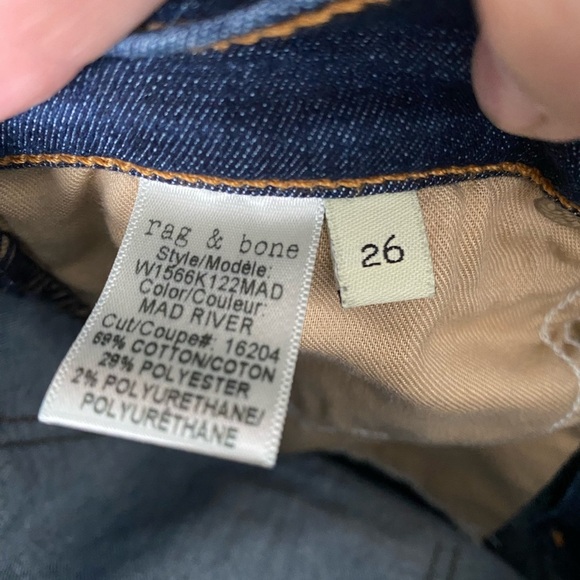 rag & bone
Style/Modèle:
W1566K122MAD
Color/Couleur:
MAD RIVER
Cut/Coupe#: 16204
69% COTTON/COTON
29% POLYESTER
2% POLYURETHANE/
POLYURÉTHANE
26